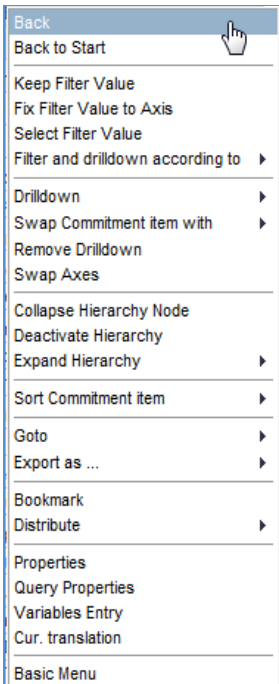 Back
Back to Start
Keep Filter Value
Fix Filter Value to Axis
Select Filter Value
Filter and drilldown according to
Drilldown
Swap Commitment item with
Remove Drilldown
Swap Axes
Collapse Hierarchy Node
Deactivate Hierarchy
Expand Hierarchy
Sort Commitment item
Goto
Export as ...
Bookmark
Distribute
Properties
Query Properties
Variables Entry
Cur. translation
Basic Menu